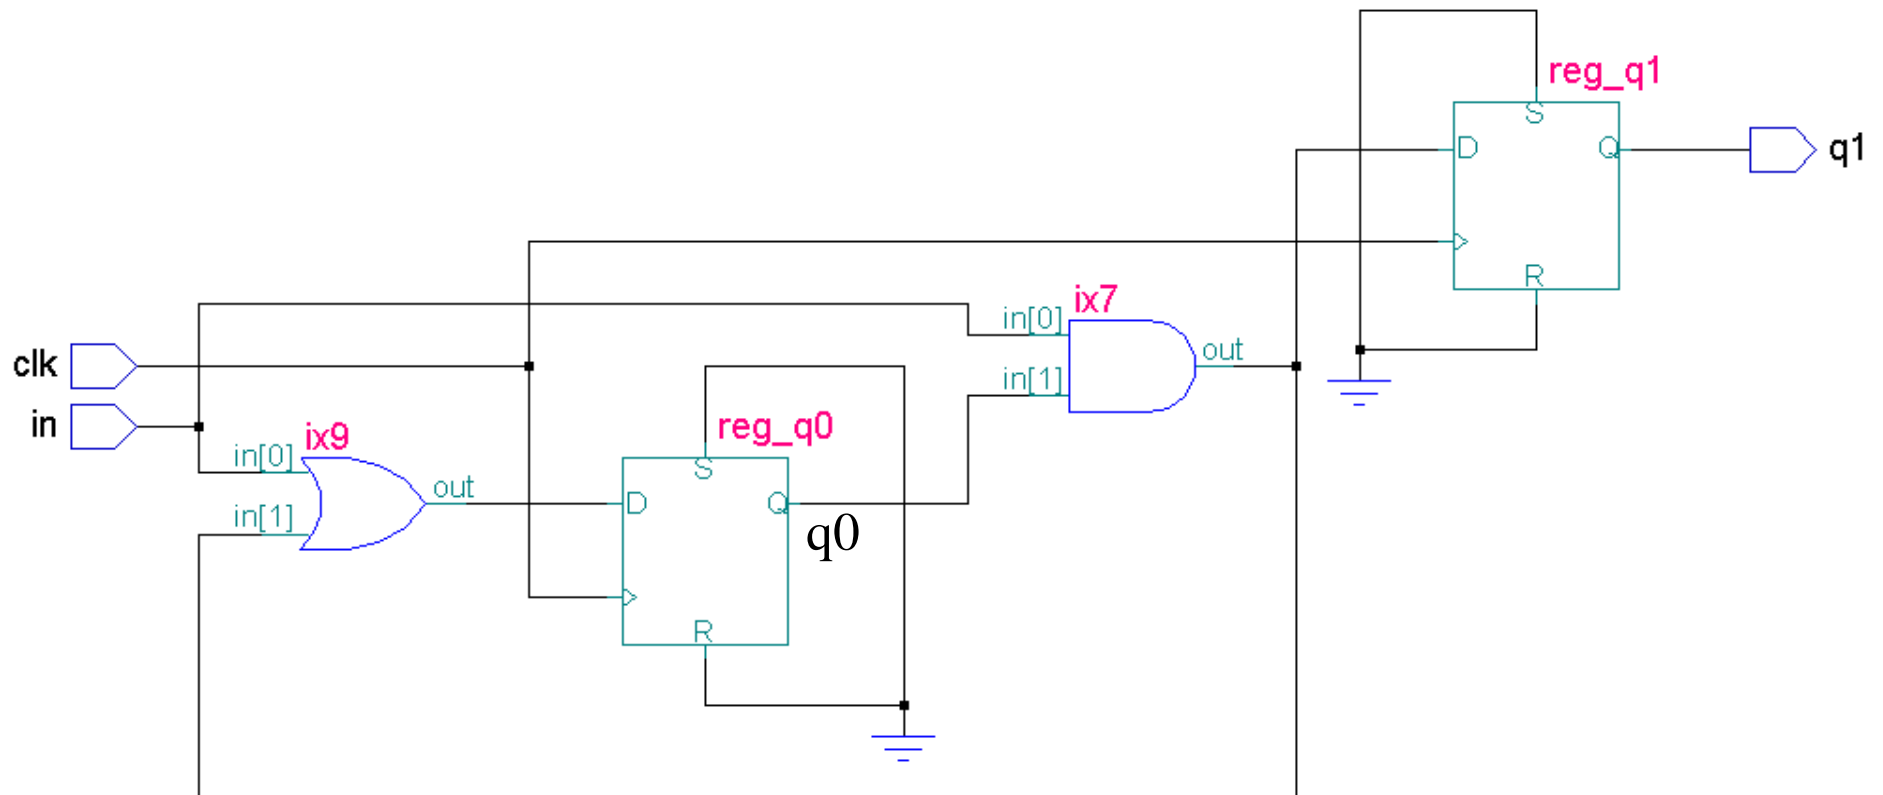 reg_q1
S
D
Q
q1
R
ix7
in[0]
out
in[1]
clk
in
ix9
in[0]
out
in[1]
reg_q0
S
D
Q
q0
R